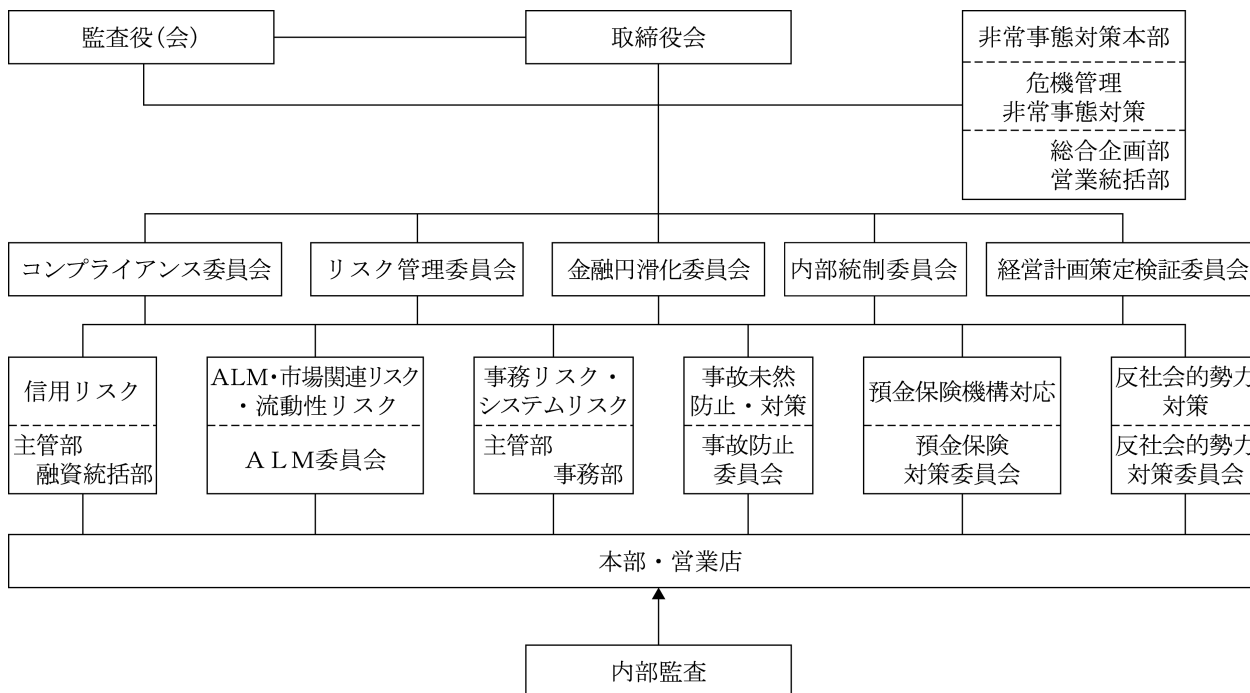 監査役(会)
取締役会
非常事態対策本部
危機管理
非常事態対策
総合企画部
営業統括部
コンプライアンス委員会
リスク管理委員会
金融円滑化委員会
内部統制委員会
経営計画策定検証委員会
信用リスク
主管部
融資統括部
ALM・市場関連リスク
・流動性リスク
ALM委員会
事務リスク・
システムリスク
主管部
事務部
事故未然
防止・対策
事故防止
委員会
預金保険機構対応
預金保険
対策委員会
反社会的勢力
対策
反社会的勢力
対策委員会
本部・営業店
内部監査